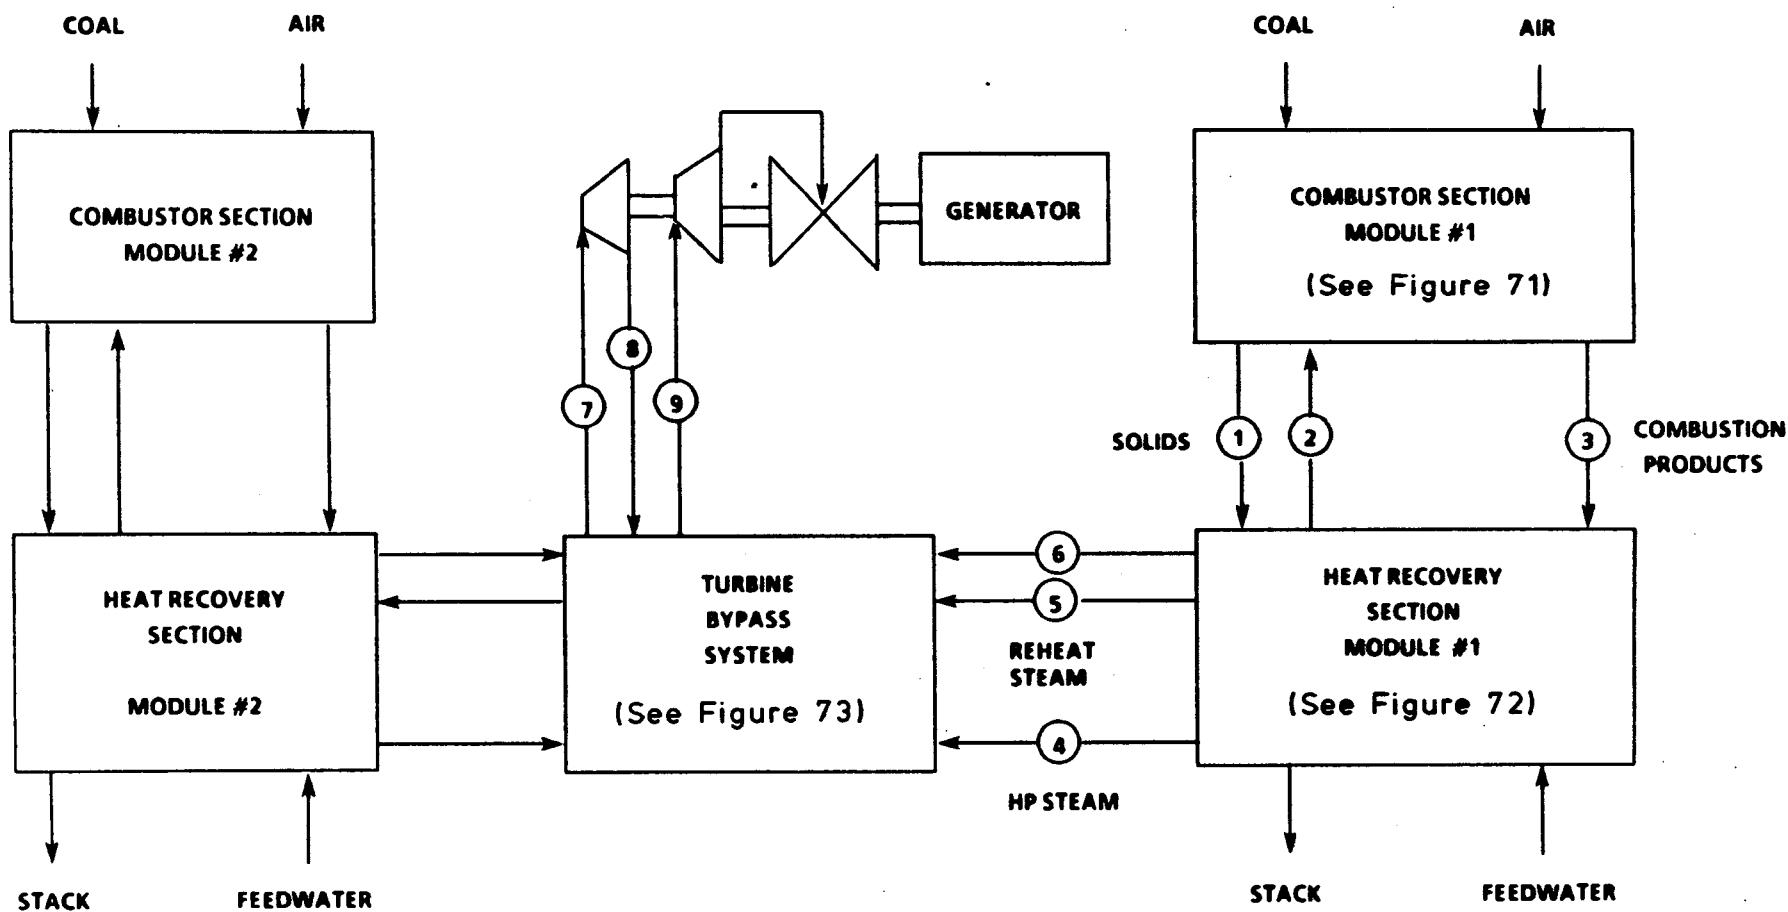 COAL
AIR
COAL
AIR
COMBUSTOR SECTION
MODULE #2
GENERATOR
COMBUSTOR SECTION
MODULE #1
(See Figure 71)
8
7
9
SOLIDS
1
2
3
COMBUSTION
PRODUCTS
HEAT RECOVERY
SECTION
MODULE #2
TURBINE
BYPASS
SYSTEM
(See Figure 73)
6
5
REHEAT
STEAM
4
HP STEAM
HEAT RECOVERY
SECTION
MODULE #1
(See Figure 72)
STACK
FEEDWATER
STACK
FEEDWATER